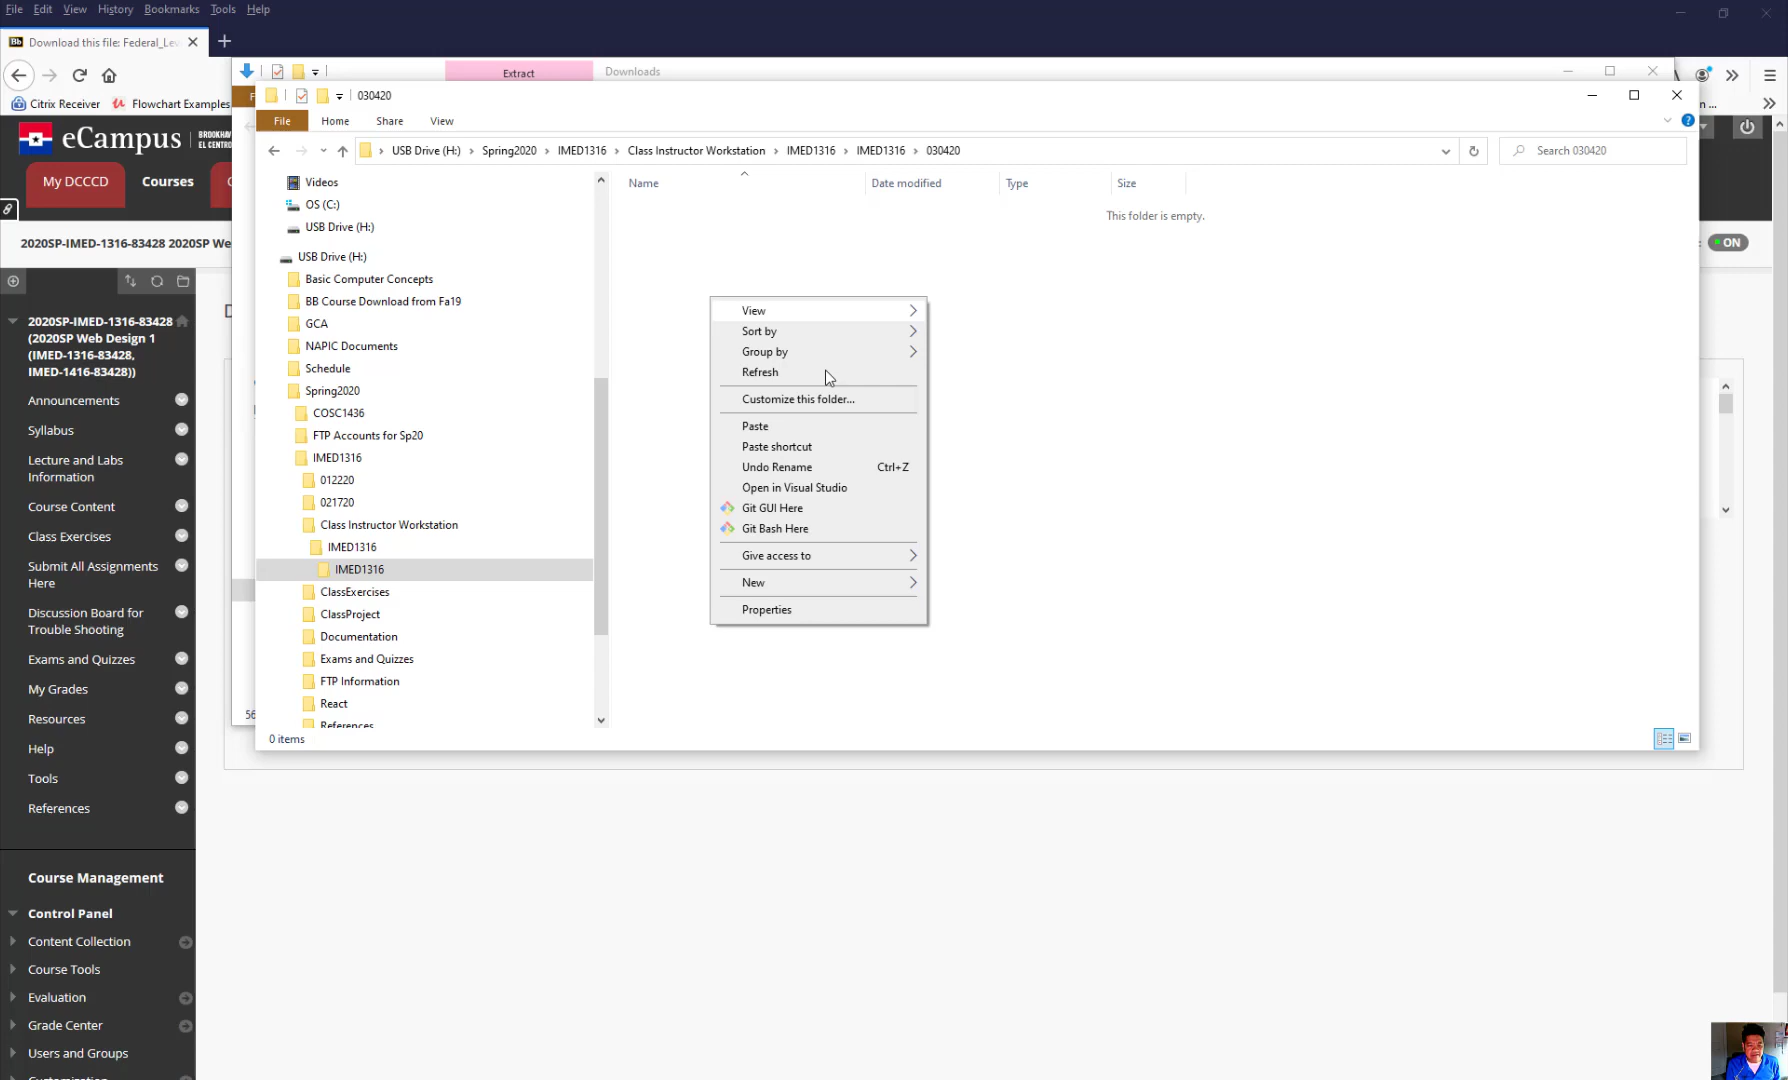 File Edit View History Bookmarks Tools Help
Bb Download this file: Federal_Lev
Extract Downloads
030420
Citrix Receiver Flowchart Examples
File Home Share View
eCampus
BROOKHAV
EL CENTRO
USB Drive (H:) Spring2020 IMED1316 Class Instructor Workstation IMED1316 IMED1316 030420
Search 030420
My DCCCD Courses
Name Date modified Type Size
This folder is empty.
2020SP-IMED-1316-83428 2020SP We
ON
Videos
OS (C:)
USB Drive (H:)
USB Drive (H:)
Basic Computer Concepts
BB Course Download from Fa19
GCA
NAPIC Documents
Schedule
Spring2020
COSC1436
FTP Accounts for Sp20
IMED1316
012220
021720
Class Instructor Workstation
IMED1316
IMED1316
ClassExercises
ClassProject
Documentation
Exams and Quizzes
FTP Information
React
References
0 items
View
Sort by
Group by
Refresh
Customize this folder...
Paste
Paste shortcut
Undo Rename Ctrl+Z
Open in Visual Studio
Git GUI Here
Git Bash Here
Give access to
New
Properties
2020SP-IMED-1316-83428
(2020SP Web Design 1
(IMED-1316-83428,
IMED-1416-83428))
Announcements
Syllabus
Lecture and Labs
Information
Course Content
Class Exercises
Submit All Assignments
Here
Discussion Board for
Trouble Shooting
Exams and Quizzes
My Grades
Resources
Help
Tools
References
56
Course Management
Control Panel
Content Collection
Course Tools
Evaluation
Grade Center
Users and Groups
Customization